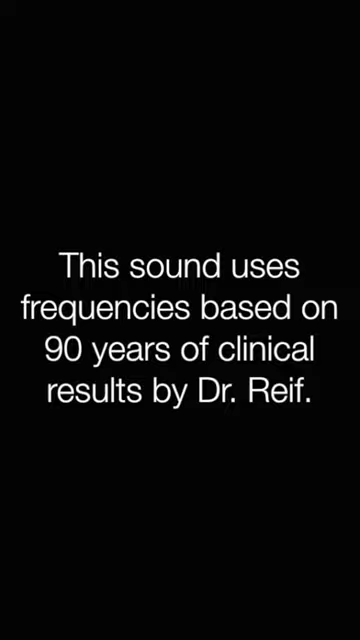 This sound uses
frequencies based on
90 years of clinical
results by Dr. Reif.